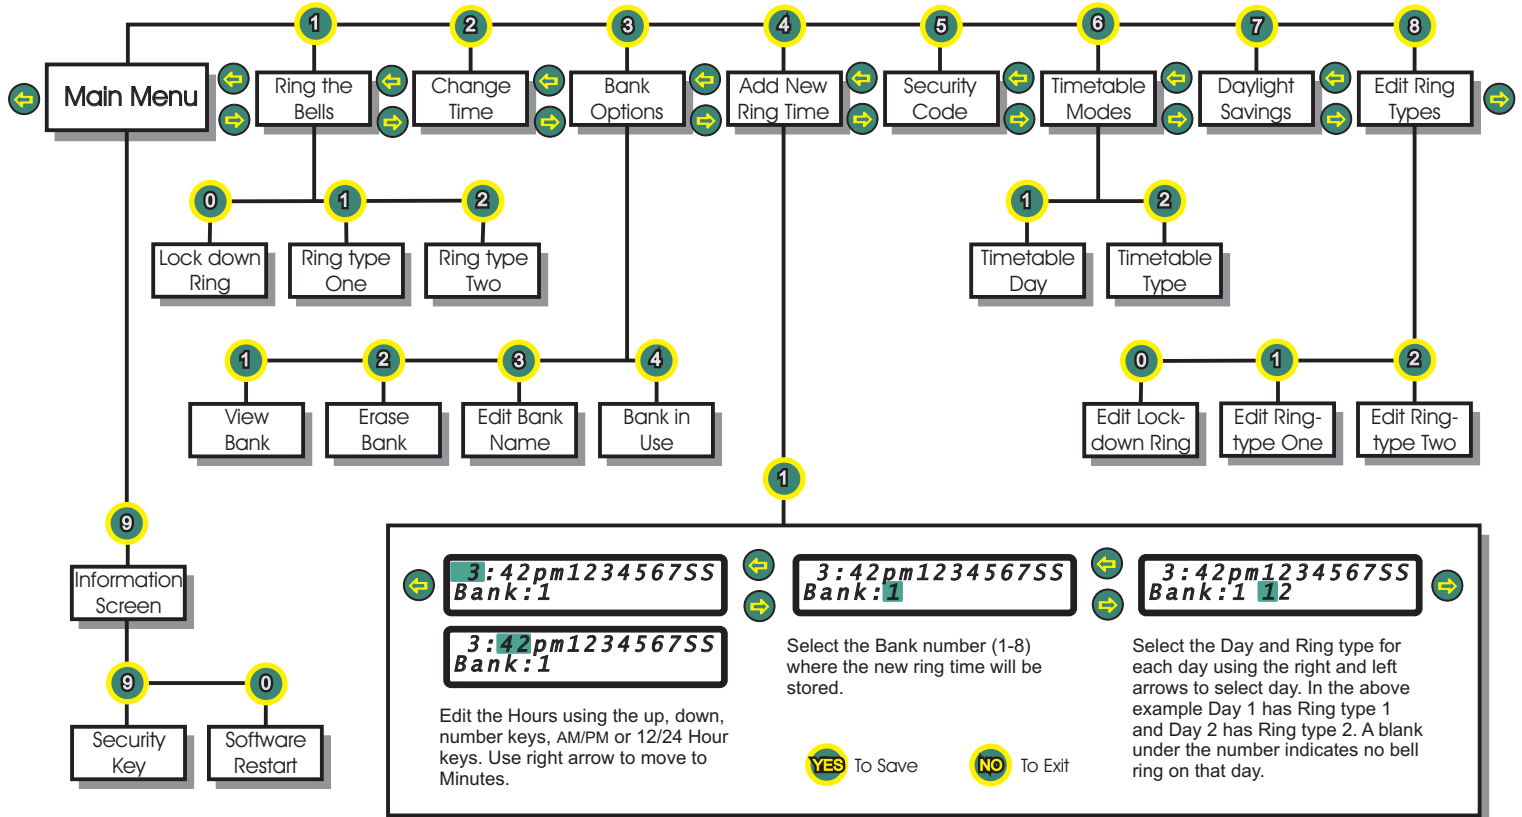 1
2
3
4
5
6
7
8
Main Menu
Ring the
Bells
Change
Time
Bank
Options
Add New
Ring Time
Security
Code
Timetable
Modes
Daylight
Savings
Edit Ring
Types
0
1
2
Lock down
Ring
Ring type
One
Ring type
Two
1
2
Timetable
Day
Timetable
Type
1
2
3
4
View
Bank
Erase
Bank
Edit Bank
Name
Bank in
Use
0
1
2
Edit Lock-
down Ring
Edit Ring-
type One
Edit Ring-
type Two
1
9
Information
Screen
9
0
Security
Key
Software
Restart
3:42pm1234567SS
Bank:1
3:42pm1234567SS
Bank:1
Edit the Hours using the up, down,
number keys, AM/PM or 12/24 Hour
keys. Use right arrow to move to
Minutes.
3:42pm1234567SS
Bank:1
Select the Bank number (1-8)
where the new ring time will be
stored.
YES To Save
NO To Exit
3:42pm1234567SS
Bank:1 12
Select the Day and Ring type for
each day using the right and left
arrows to select day. In the above
example Day 1 has Ring type 1
and Day 2 has Ring type 2. A blank
under the number indicates no bell
ring on that day.